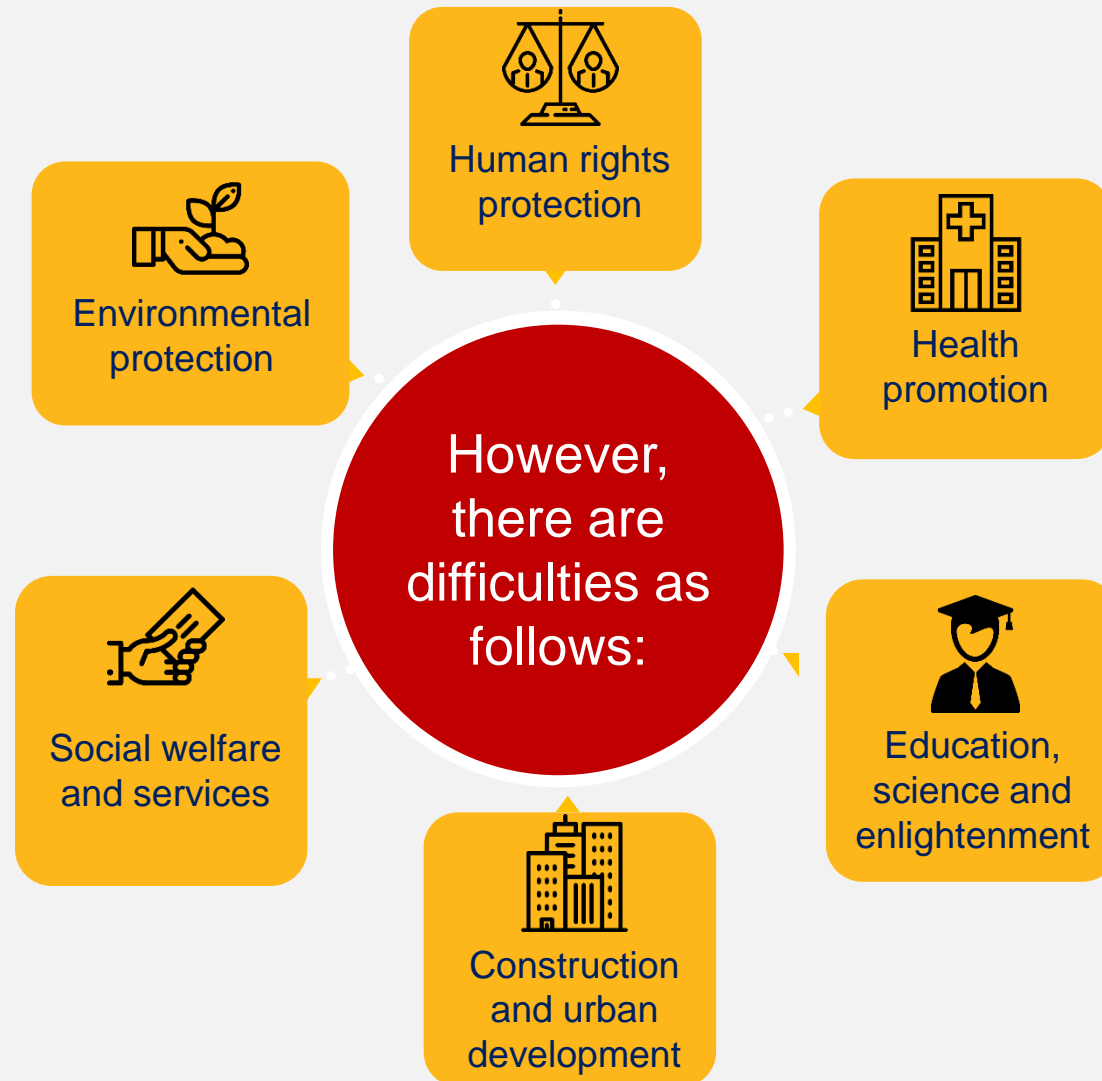 Human rights
protection
Environmental
protection
Health
promotion
However,
there are
difficulties as
follows:
Social welfare
and services
Education,
science and
enlightenment
Construction
and urban
development